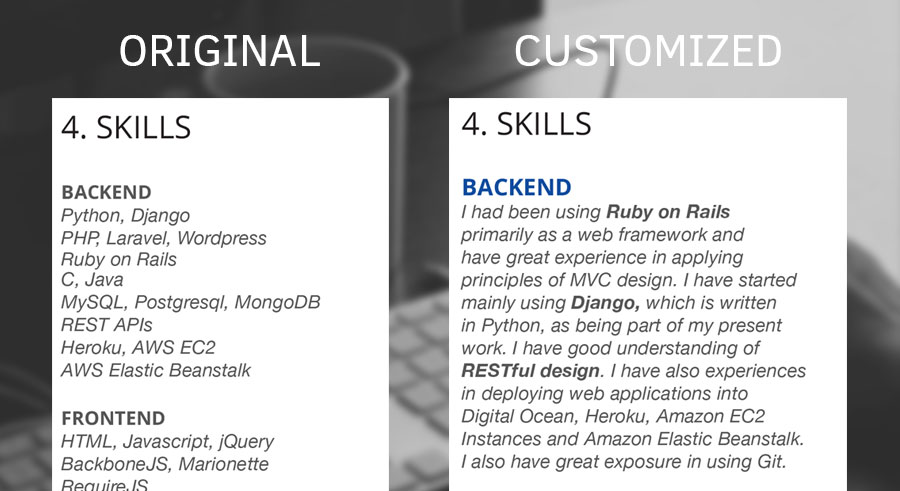 ORIGINAL
4. SKILLS
BACKEND
Python, Django
PHP, Laravel, Wordpress
Ruby on Rails
C, Java
MySQL, Postgresql, MongoDB
REST APIs
Heroku, AWS EC2
AWS Elastic Beanstalk
FRONTEND
HTML, Javascript, jQuery
BackboneJS, Marionette
RequireJS
CUSTOMIZED
4. SKILLS
BACKEND
I had been using Ruby on Rails
primarily as a web framework and
have great experience in applying
principles of MVC design. I have started
mainly using Django, which is written
in Python, as being part of my present
work. I have good understanding of
RESTful design. I have also experiences
in deploying web applications into
Digital Ocean, Heroku, Amazon EC2
Instances and Amazon Elastic Beanstalk.
I also have great exposure in using Git.